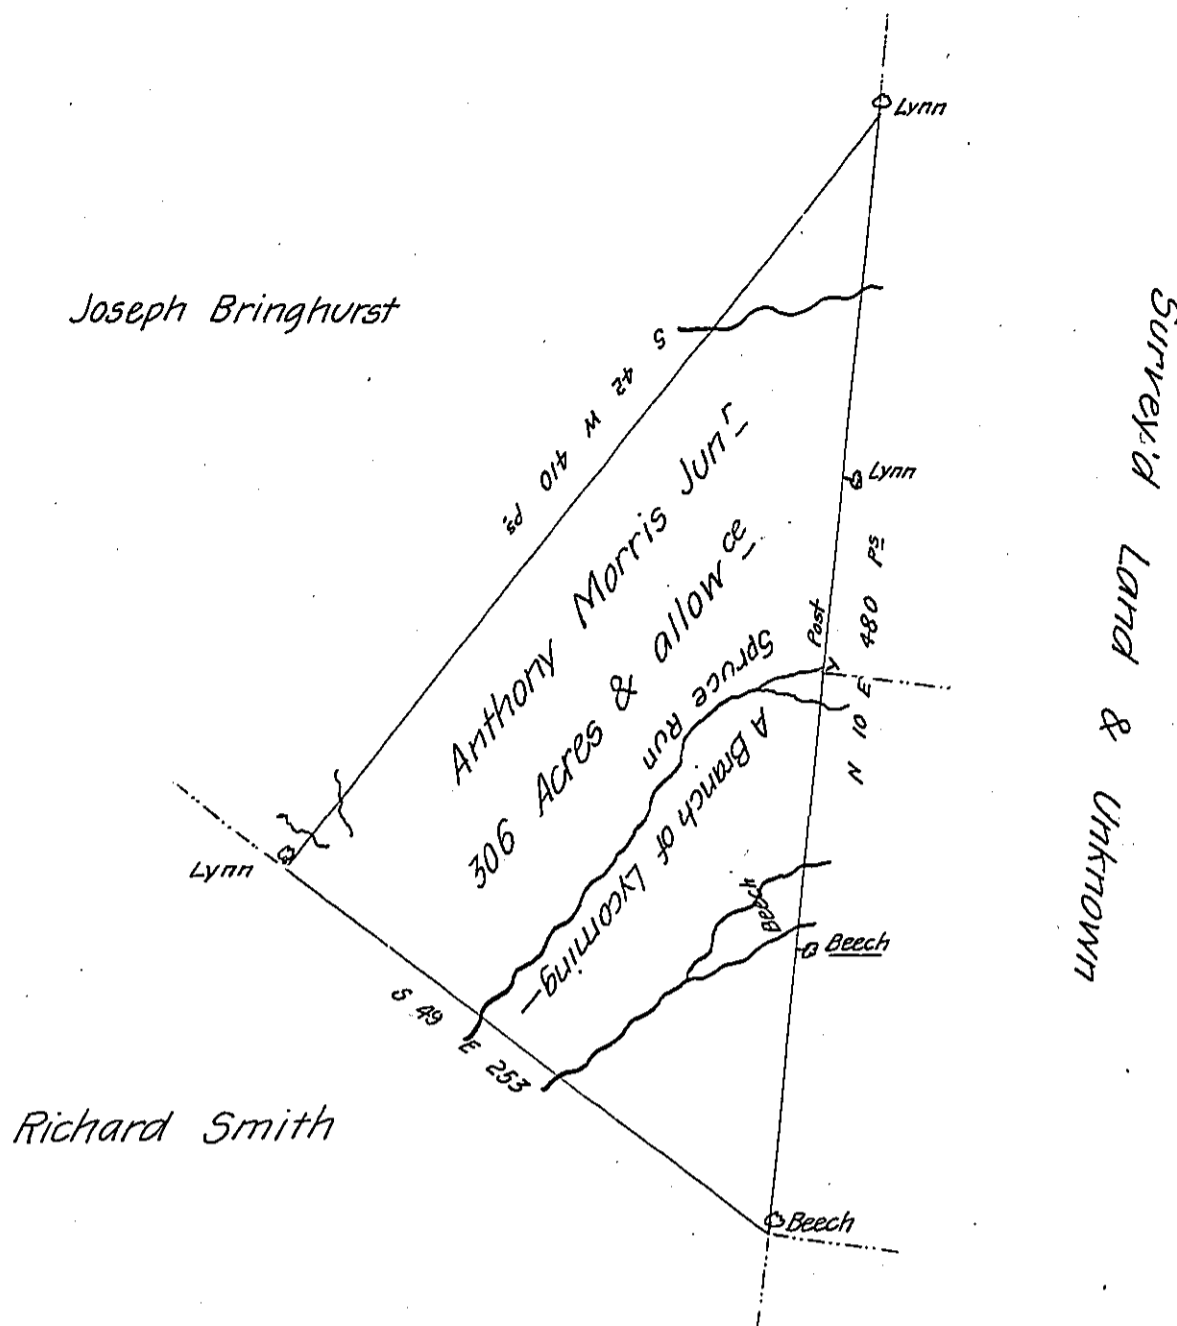 Lynn
Joseph Bringhurst
Survey'd Land & Unknown
S 42 W 410 Ps.
Lynn
Anthony Morris Junr
306 Acres & allowce
N 10 E 480 Ps
Post
Spruce Run
A Branch of Lycoming—
Lynn
Beech
Beech
S 49 E 253
Richard Smith
Beech